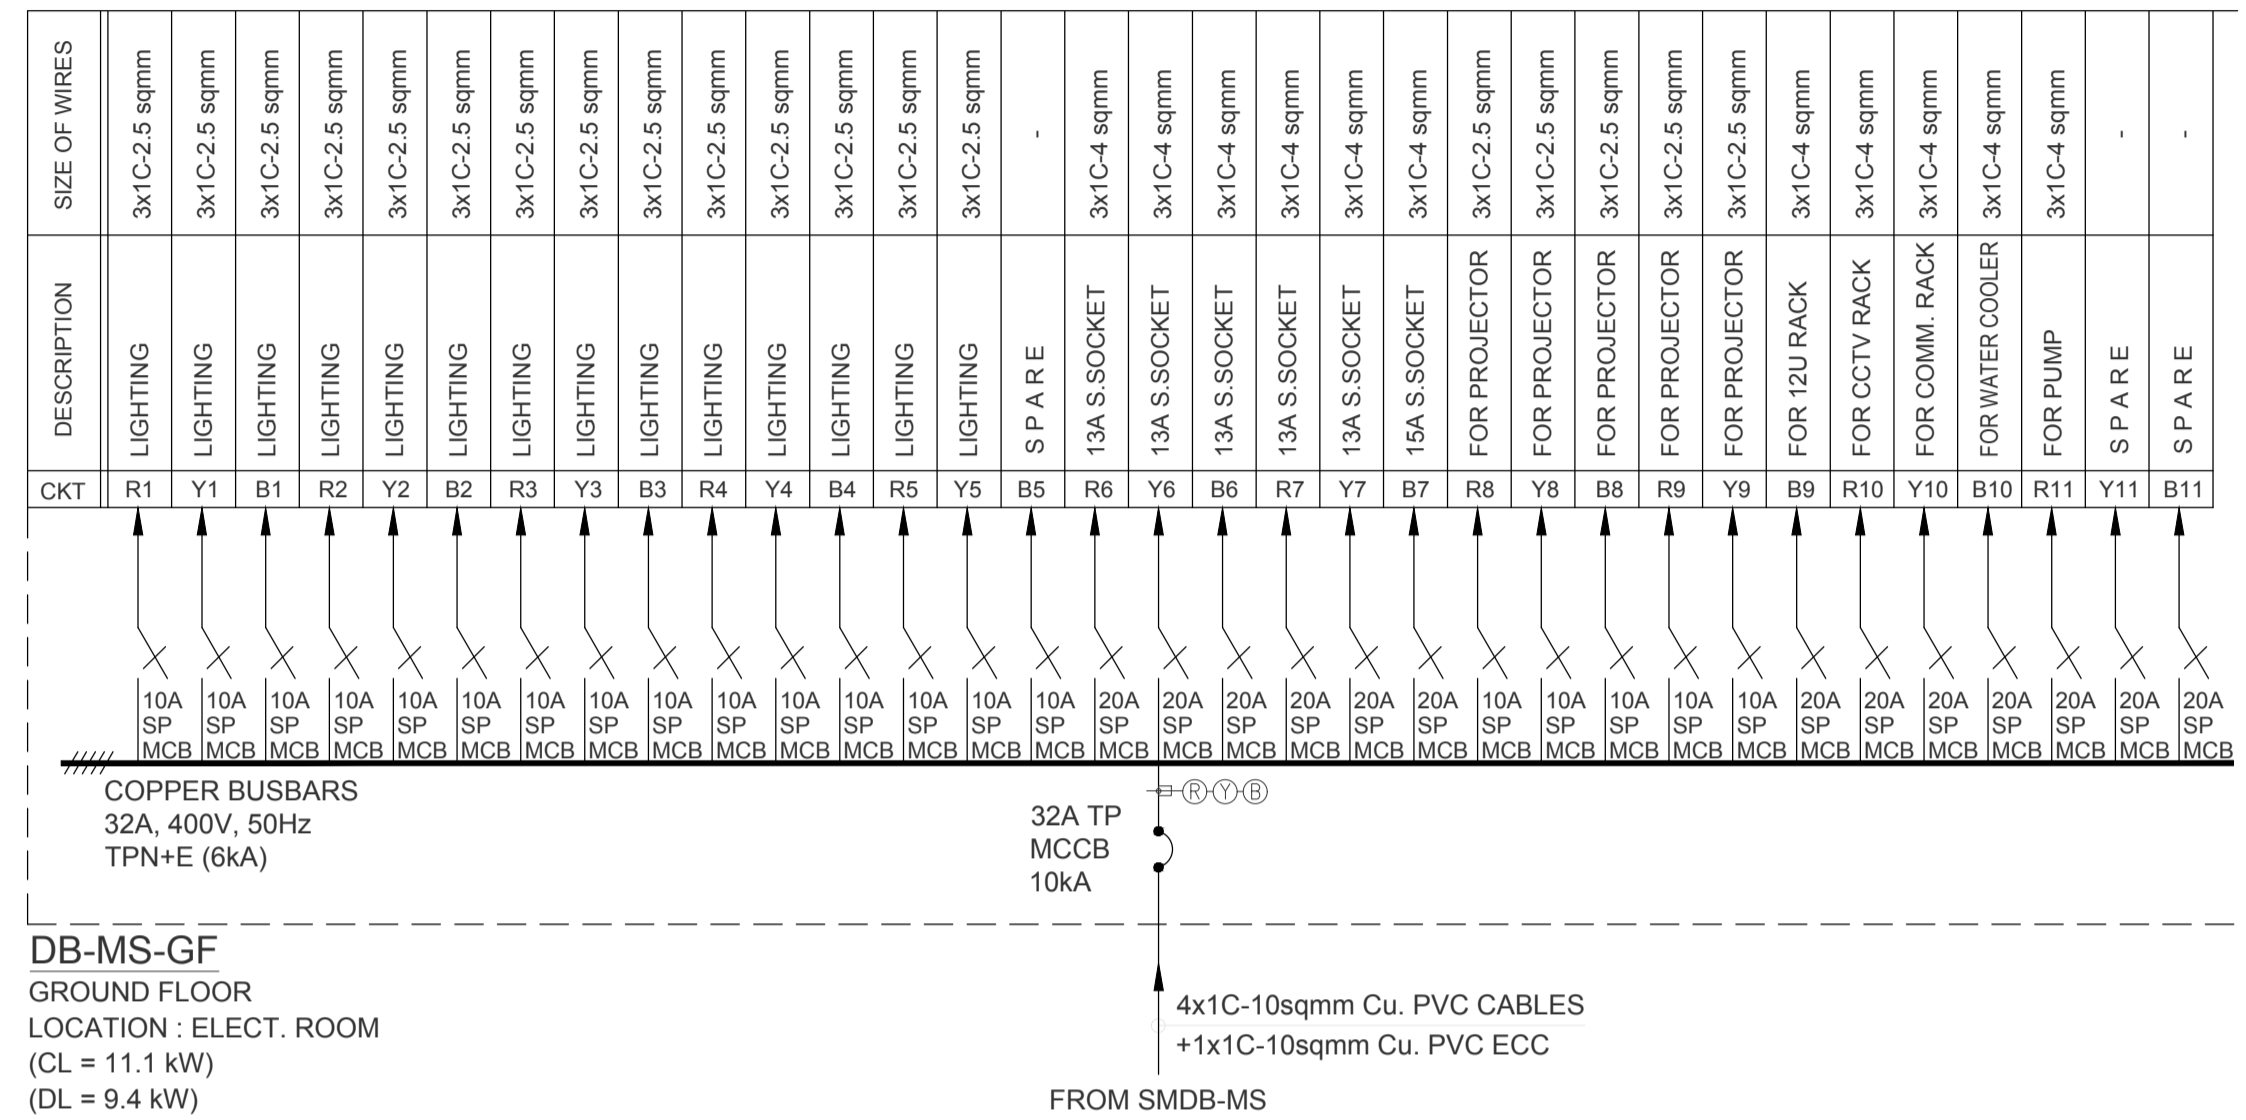 SIZE OF WIRES
3x1C-2.5 sqmm
3x1C-2.5 sqmm
3x1C-2.5 sqmm
3x1C-2.5 sqmm
3x1C-2.5 sqmm
3x1C-2.5 sqmm
3x1C-2.5 sqmm
3x1C-2.5 sqmm
3x1C-2.5 sqmm
3x1C-2.5 sqmm
3x1C-2.5 sqmm
3x1C-2.5 sqmm
3x1C-2.5 sqmm
3x1C-2.5 sqmm
-
3x1C-4 sqmm
3x1C-4 sqmm
3x1C-4 sqmm
3x1C-4 sqmm
3x1C-4 sqmm
3x1C-4 sqmm
3x1C-2.5 sqmm
3x1C-2.5 sqmm
3x1C-2.5 sqmm
3x1C-2.5 sqmm
3x1C-2.5 sqmm
3x1C-4 sqmm
3x1C-4 sqmm
3x1C-4 sqmm
3x1C-4 sqmm
3x1C-4 sqmm
-
-
DESCRIPTION
LIGHTING
LIGHTING
LIGHTING
LIGHTING
LIGHTING
LIGHTING
LIGHTING
LIGHTING
LIGHTING
LIGHTING
LIGHTING
LIGHTING
LIGHTING
LIGHTING
S P A R E
13A S.SOCKET
13A S.SOCKET
13A S.SOCKET
13A S.SOCKET
13A S.SOCKET
15A S.SOCKET
FOR PROJECTOR
FOR PROJECTOR
FOR PROJECTOR
FOR PROJECTOR
FOR PROJECTOR
FOR 12U RACK
FOR CCTV RACK
FOR COMM. RACK
FOR WATER COOLER
FOR PUMP
S P A R E
S P A R E
CKT R1 Y1 B1 R2 Y2 B2 R3 Y3 B3 R4 Y4 B4 R5 Y5 B5 R6 Y6 B6 R7 Y7 B7 R8 Y8 B8 R9 Y9 B9 R10 Y10 B10 R11 Y11 B11
10A 10A 10A 10A 10A 10A 10A 10A 10A 10A 10A 10A 10A 10A 10A 20A 20A 20A 20A 20A 20A 10A 10A 10A 10A 10A 20A 20A 20A 20A 20A 20A 20A
SP SP SP SP SP SP SP SP SP SP SP SP SP SP SP SP SP SP SP SP SP SP SP SP SP SP SP SP SP SP SP SP SP
MCB MCB MCB MCB MCB MCB MCB MCB MCB MCB MCB MCB MCB MCB MCB MCB MCB MCB MCB MCB MCB MCB MCB MCB MCB MCB MCB MCB MCB MCB MCB MCB MCB
COPPER BUSBARS
32A, 400V, 50Hz
TPN+E (6kA)
R Y B
32A TP
MCCB
10kA
DB-MS-GF
GROUND FLOOR
LOCATION : ELECT. ROOM
(CL = 11.1 kW)
(DL = 9.4 kW)
4x1C-10sqmm Cu. PVC CABLES
+1x1C-10sqmm Cu. PVC ECC
FROM SMDB-MS